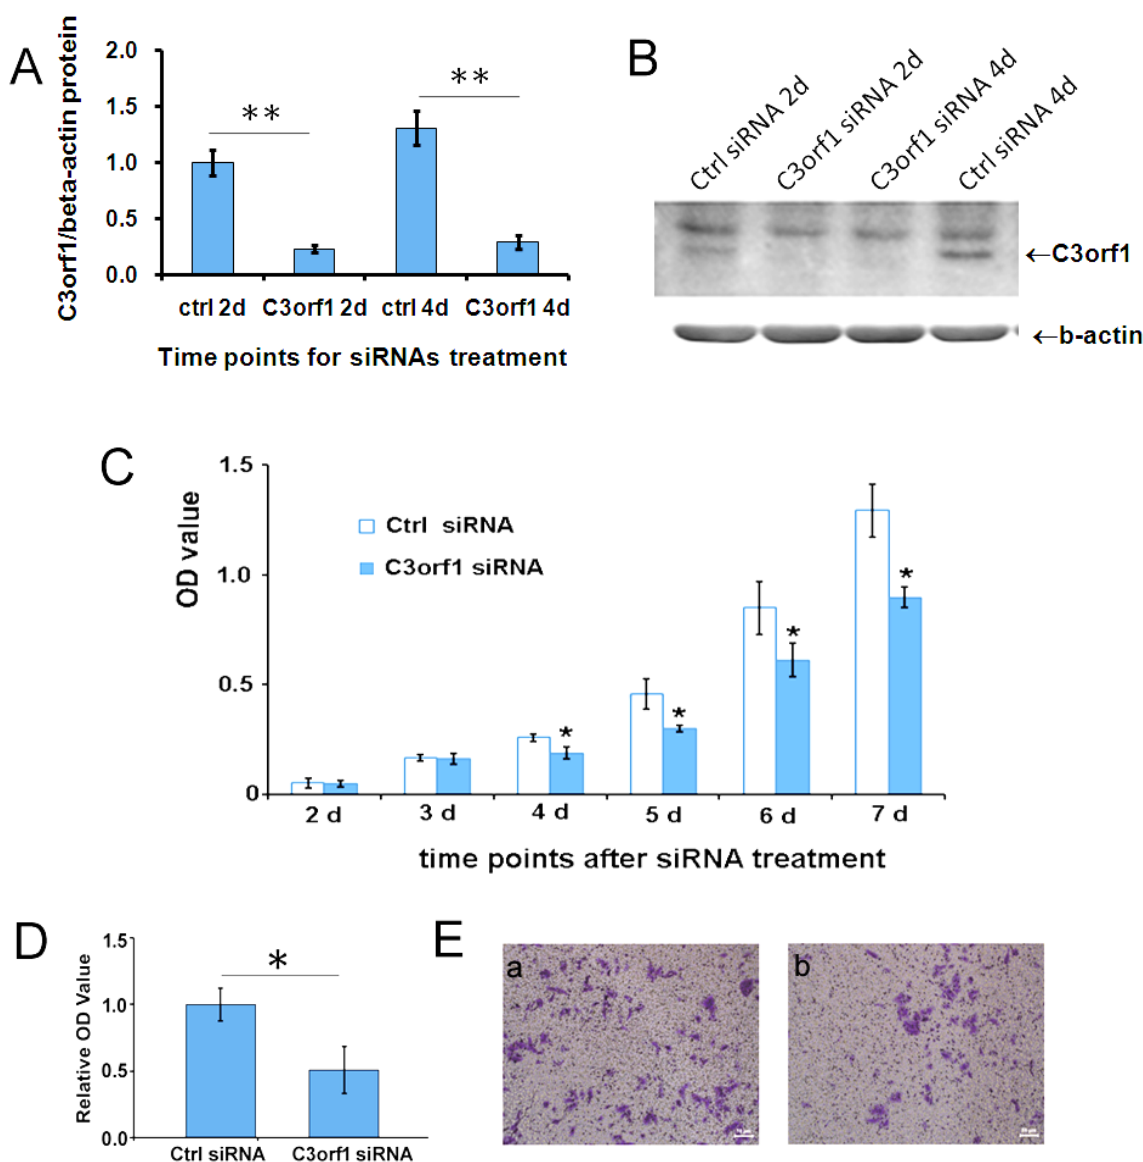 A
C3orf1/beta-actin protein
2.0
1.5
1.0
0.5
0.0
**
**
ctrl 2d
C3orf1 2d
ctrl 4d
C3orf1 4d
Time points for siRNAs treatment
B
Ctrl siRNA 2d
C3orf1 siRNA 2d
C3orf1 siRNA 4d
Ctrl siRNA 4d
←C3orf1
←b-actin
C
OD value
1.5
1.0
0.5
0
Ctrl siRNA
C3orf1 siRNA
*
*
*
*
2 d
3 d
4 d
5 d
6 d
7 d
time points after siRNA treatment
D
Relative OD Value
1.5
1.0
0.5
0.0
*
Ctrl siRNA
C3orf1 siRNA
E
a
b